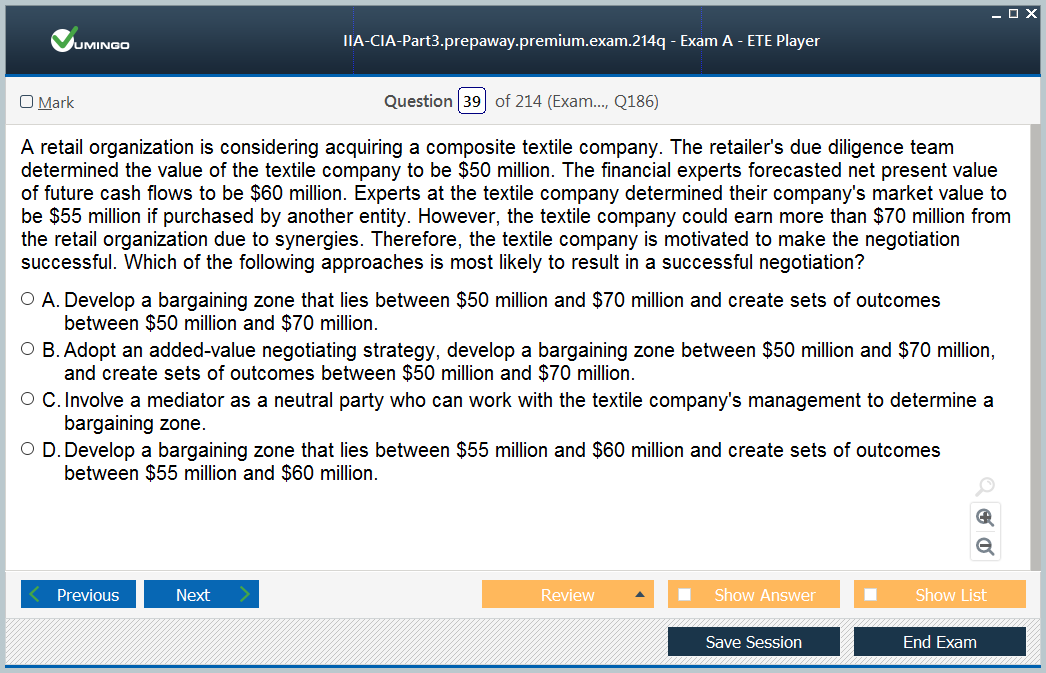 VUMINGO
IIA-CIA-Part3.prepaway.premium.exam.214q - Exam A - ETE Player
Mark
Question 39 of 214 (Exam..., Q186)
A retail organization is considering acquiring a composite textile company. The retailer's due diligence team
determined the value of the textile company to be $50 million. The financial experts forecasted net present value
of future cash flows to be $60 million. Experts at the textile company determined their company's market value to
be $55 million if purchased by another entity. However, the textile company could earn more than $70 million from
the retail organization due to synergies. Therefore, the textile company is motivated to make the negotiation
successful. Which of the following approaches is most likely to result in a successful negotiation?
A. Develop a bargaining zone that lies between $50 million and $70 million and create sets of outcomes
between $50 million and $70 million.
B. Adopt an added-value negotiating strategy, develop a bargaining zone between $50 million and $70 million,
and create sets of outcomes between $50 million and $70 million.
C. Involve a mediator as a neutral party who can work with the textile company's management to determine a
bargaining zone.
D. Develop a bargaining zone that lies between $55 million and $60 million and create sets of outcomes
between $55 million and $60 million.
Previous
Next
Review
Show Answer
Show List
Save Session
End Exam